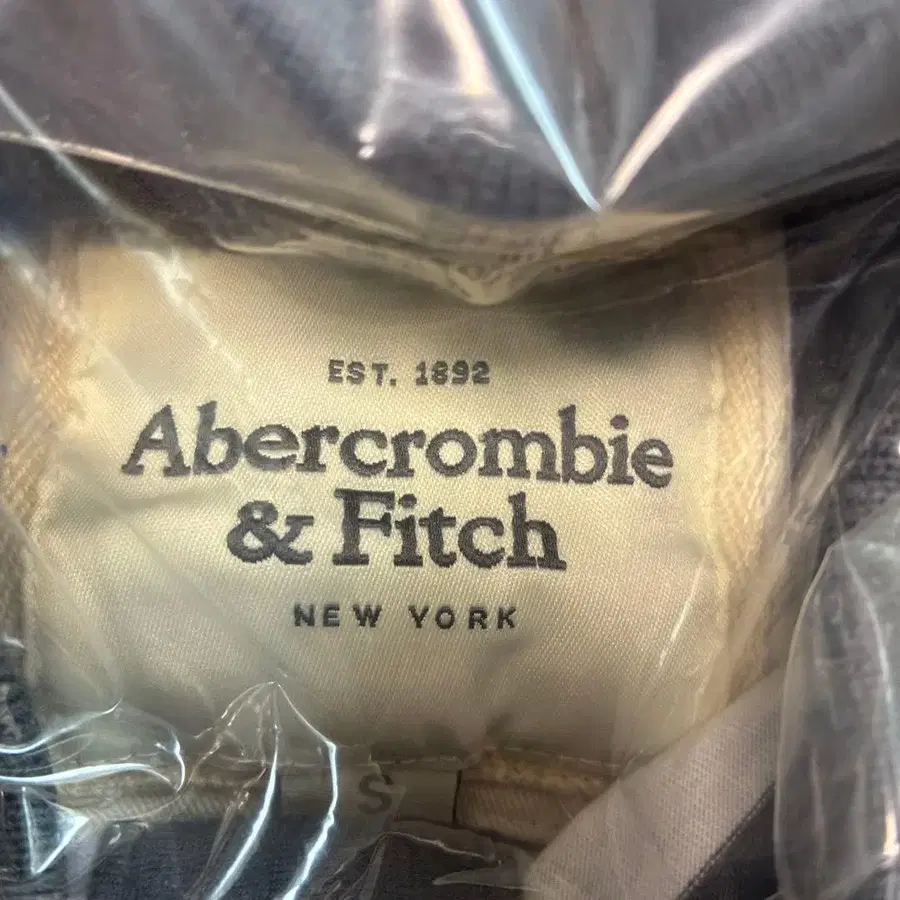 EST. 1892
Abercrombie
& Fitch
NEW YORK
S